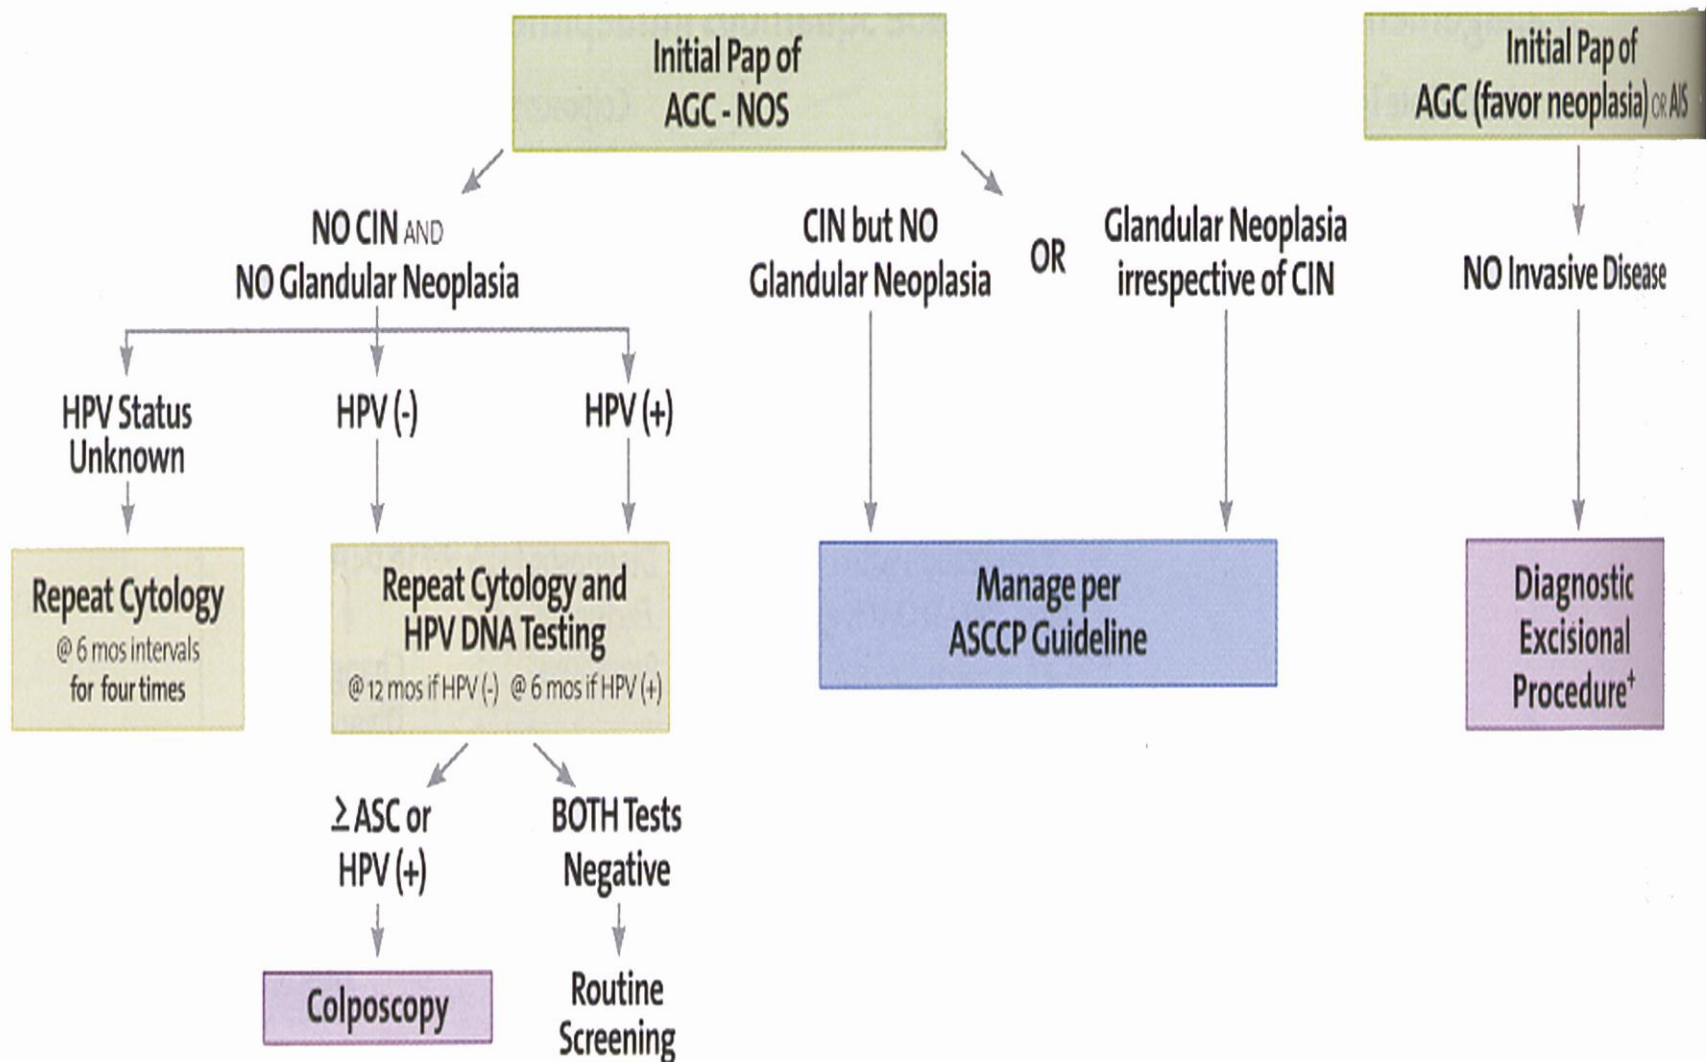 Initial Pap of
AGC - NOS
Initial Pap of
AGC (favor neoplasia) OR AIS
NO CIN AND
NO Glandular Neoplasia
CIN but NO
Glandular Neoplasia
OR
Glandular Neoplasia
irrespective of CIN
NO Invasive Disease
HPV Status
Unknown
HPV (-)
HPV (+)
Repeat Cytology
@ 6 mos intervals
for four times
Repeat Cytology and
HPV DNA Testing
@ 12 mos if HPV (-) @ 6 mos if HPV (+)
Manage per
ASCCP Guideline
Diagnostic
Excisional
Procedure⁺
≥ ASC or
HPV (+)
BOTH Tests
Negative
Colposcopy
Routine
Screening